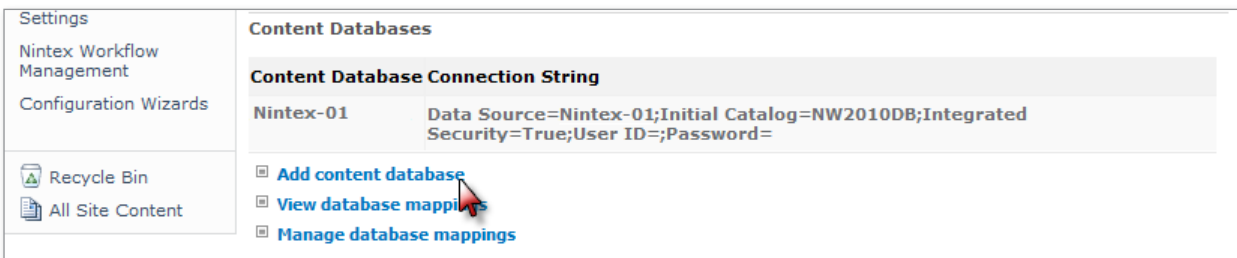 Settings
Nintex Workflow
Management
Configuration Wizards
Recycle Bin
All Site Content
Content Databases
Content Database Connection String
Nintex-01 Data Source=Nintex-01;Initial Catalog=NW2010DB;Integrated
Security=True;User ID=;Password=
Add content database
View database mappings
Manage database mappings